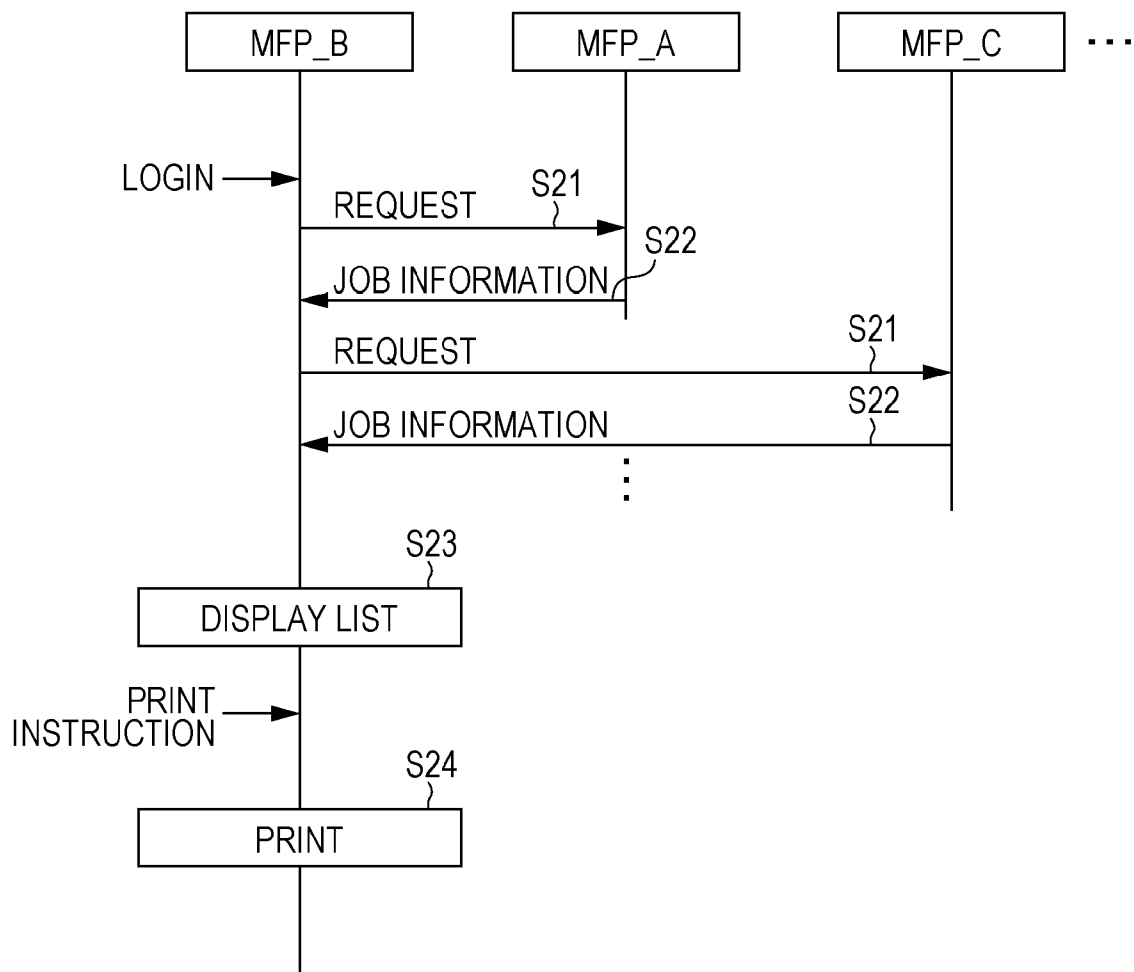 MFP_B
MFP_A
MFP_C
...
LOGIN
REQUEST
S21
S22
JOB INFORMATION
REQUEST
S21
JOB INFORMATION
S22
S23
DISPLAY LIST
PRINT
INSTRUCTION
S24
PRINT